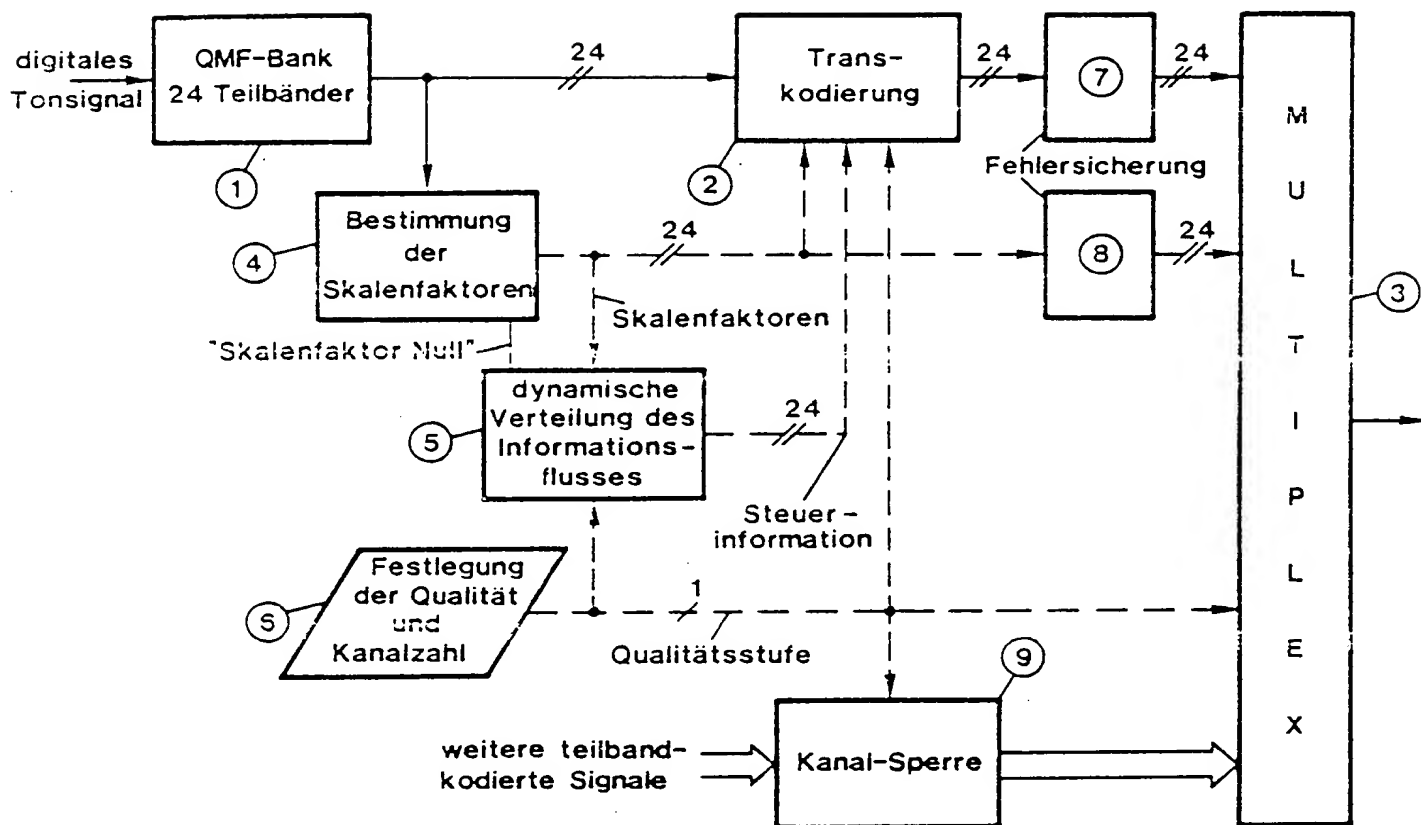 digitales
Tonsignal
QMF-Bank
24 Teilbänder
1
24
Trans-
kodierung
2
24
7
24
Fehlersicherung
8
24
MULTIPLEX
3
Bestimmung
der
Skalenfaktoren
4
24
Skalenfaktoren
"Skalenfaktor Null"
dynamische
Verteilung des
Informations-
flusses
5
24
Steuer-
information
Festlegung
der Qualität
und
Kanalzahl
6
1
Qualitätsstufe
9
weitere teilband-
kodierte Signale
Kanal-Sperre